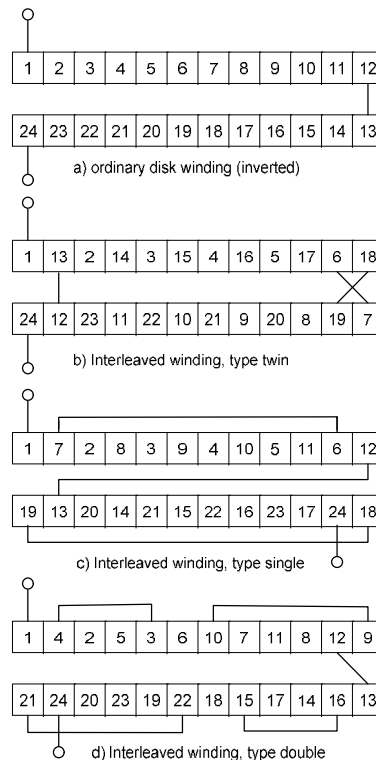 1 2 3 4 5 6 7 8 9 10 11 12
24 23 22 21 20 19 18 17 16 15 14 13
a) ordinary disk winding (inverted)
1 13 2 14 3 15 4 16 5 17 6 18
24 12 23 11 22 10 21 9 20 8 19 7
b) Interleaved winding, type twin
1 7 2 8 3 9 4 10 5 11 6 12
19 13 20 14 21 15 22 16 23 17 24 18
c) Interleaved winding, type single
1 4 2 5 3 6 10 7 11 8 12 9
21 24 20 23 19 22 18 15 17 14 16 13
d) Interleaved winding, type double